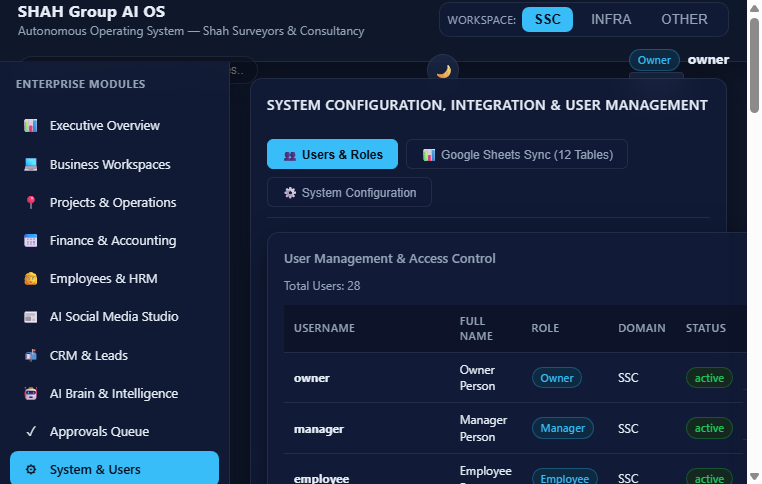 SHAH Group AI OS
Autonomous Operating System — Shah Surveyors & Consultancy
WORKSPACE: SSC INFRA OTHER
Owner owner
ENTERPRISE MODULES
Executive Overview
Business Workspaces
Projects & Operations
Finance & Accounting
Employees & HRM
AI Social Media Studio
CRM & Leads
AI Brain & Intelligence
Approvals Queue
System & Users
SYSTEM CONFIGURATION, INTEGRATION & USER MANAGEMENT
Users & Roles
Google Sheets Sync (12 Tables)
System Configuration
User Management & Access Control
Total Users: 28
USERNAME FULL NAME ROLE DOMAIN STATUS
owner Owner Person Owner SSC active
manager Manager Person Manager SSC active
employee Employee Employee SSC active